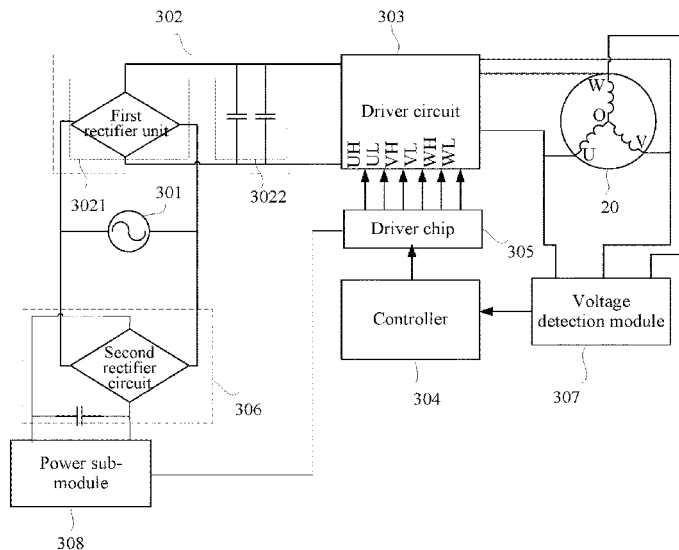 302
303
First
rectifier unit
Driver circuit
UH
UL
VH
VL
WH
WL
W
O
U
V
3021
301
3022
20
Driver chip
305
Controller
Voltage
detection module
Second
rectifier
circuit
306
304
307
Power sub-
module
308